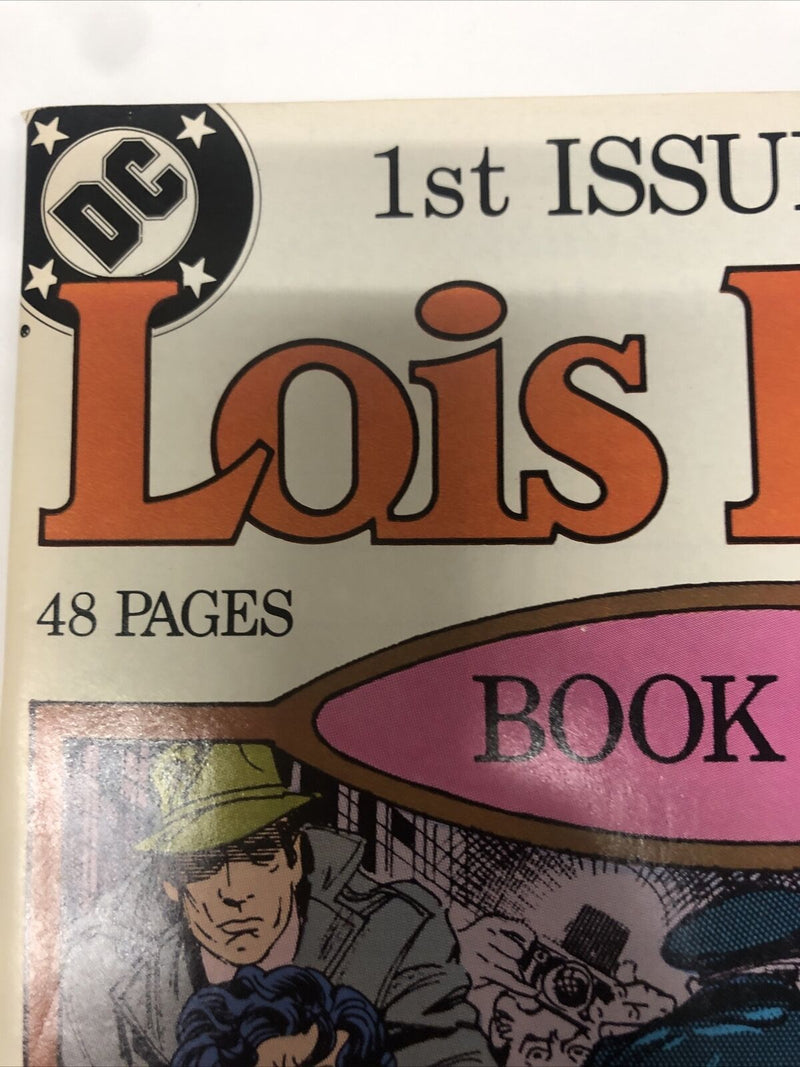 DC
1st ISSU
Lois
48 PAGES
BOOK